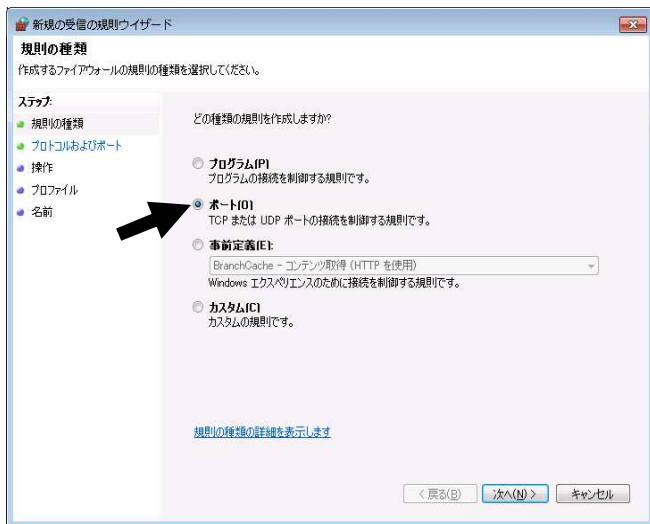 新規の受信の規則ウィザード
規則の種類
作成するファイアウォールの規則の種類を選択してください。
ステップ:
規則の種類
プロトコルおよびポート
操作
プロファイル
名前
どの種類の規則を作成しますか?
プログラム(P)
プログラムの接続を制御する規則です。
ポート(O)
TCP または UDP ポートの接続を制御する規則です。
事前定義(E):
BranchCache - コンテンツ取得 (HTTP を使用)
Windows エクスペリエンスのために接続を制御する規則です。
カスタム(C)
カスタムの規則です。
規則の種類の詳細を表示します
< 戻る(B) 次へ(N) > キャンセル